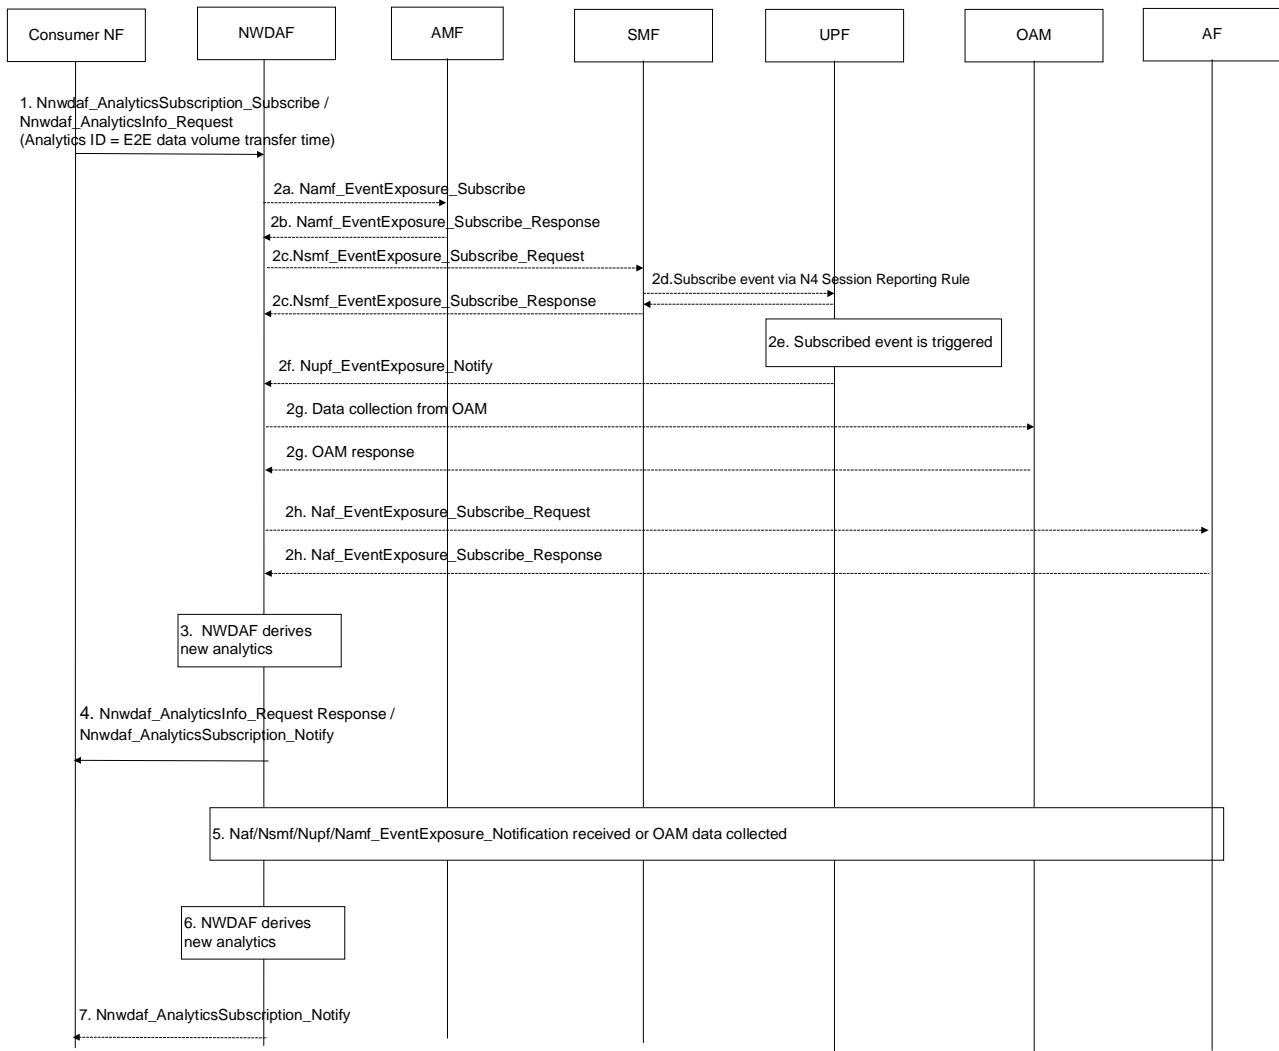 Consumer NF
NWDAF
AMF
SMF
UPF
OAM
AF
1. Nnwdaf_AnalyticsSubscription_Subscribe /
Nnwdaf_AnalyticsInfo_Request
(Analytics ID = E2E data volume transfer time)
2a. Namf_EventExposure_Subscribe
2b. Namf_EventExposure_Subscribe_Response
2c.Nsmf_EventExposure_Subscribe_Request
2d.Subscribe event via N4 Session Reporting Rule
2c.Nsmf_EventExposure_Subscribe_Response
2e. Subscribed event is triggered
2f. Nupf_EventExposure_Notify
2g. Data collection from OAM
2g. OAM response
2h. Naf_EventExposure_Subscribe_Request
2h. Naf_EventExposure_Subscribe_Response
3. NWDAF derives
new analytics
4. Nnwdaf_AnalyticsInfo_Request Response /
Nnwdaf_AnalyticsSubscription_Notify
5. Naf/Nsmf/Nupf/Namf_EventExposure_Notification received or OAM data collected
6. NWDAF derives
new analytics
7. Nnwdaf_AnalyticsSubscription_Notify